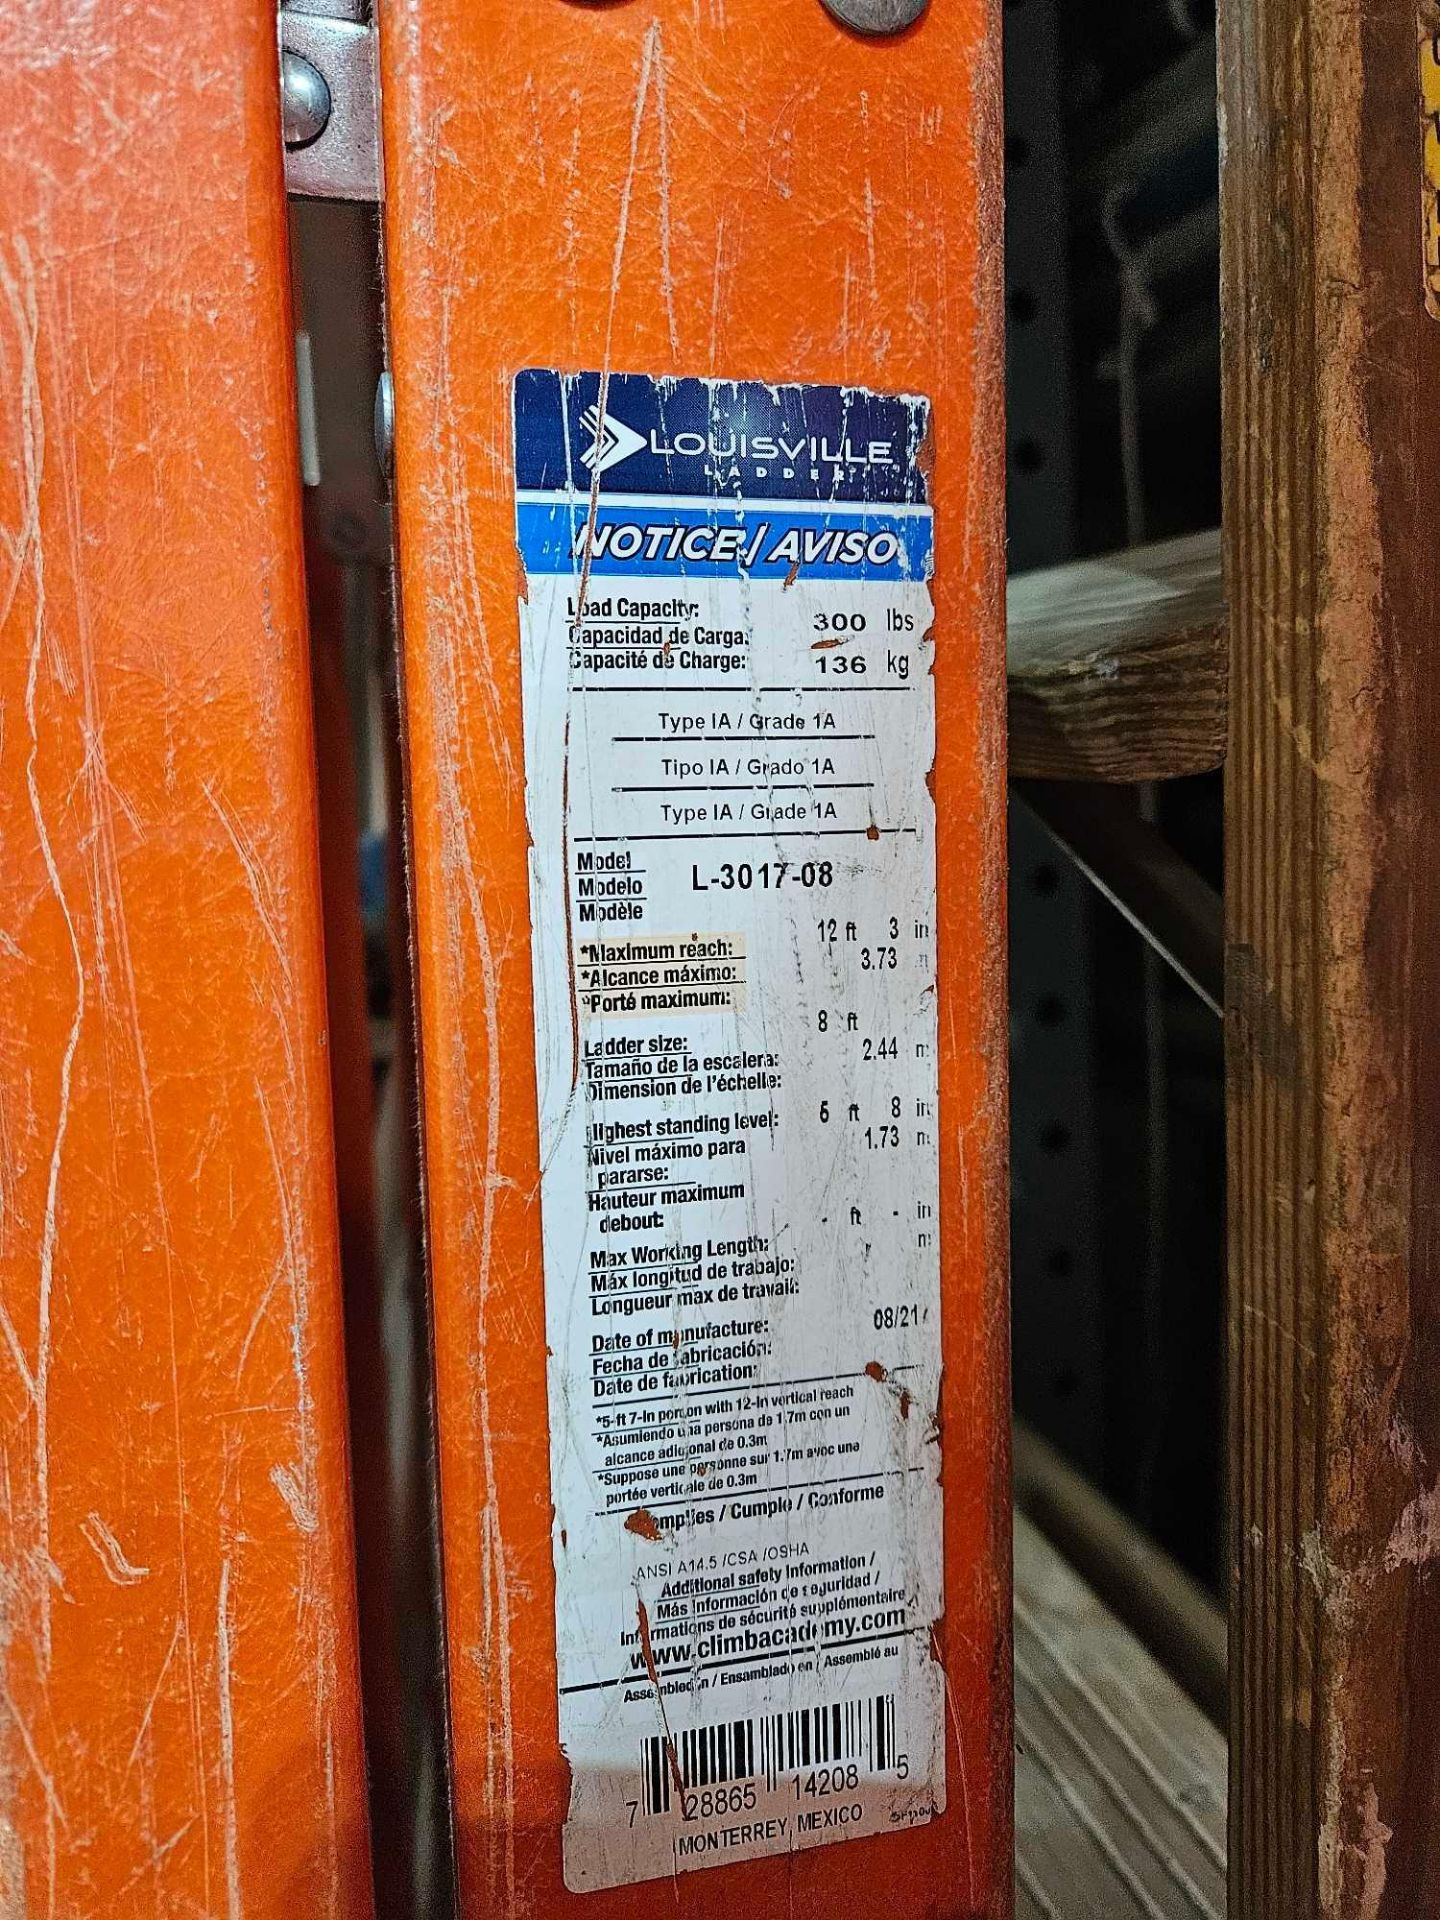 LOUISVILLE
LADDER
NOTICE / AVISO
Load Capacity:
Capacidad de Carga:
Capacité de Charge:
300 lbs
136 kg
Type IA / Grade 1A
Tipo IA / Grado 1A
Type IA / Grade 1A
Model
Modelo
Modèle
L-3017-08
*Maximum reach:
*Alcance máximo:
*Porté maximum:
12 ft 3 in
3.73 m
Ladder size:
Tamaño de la escalera:
Dimension de l'échelle:
8 ft
2.44 m
Highest standing level:
Nivel máximo para
pararse:
Hauteur maximum
debout:
5 ft 8 in
1.73 m
Max Working Length:
Máx longitud de trabajo:
Longueur max de travail:
- ft - in
m
Date of manufacture:
Fecha de fabricación:
Date de fabrication:
08/21
*5-ft 7-in person with 12-in vertical reach
*Asumiendo una persona de 1.7m con un
alcance adicional de 0.3m
*Suppose une personne sur 1.7m avec une
portée verticale de 0.3m
Complies / Cumple / Conforme
ANSI A14.5 /CSA /OSHA
Additional safety information /
Más información de seguridad /
Informations de sécurité supplémentaire
www.climbacademy.com
Assembled in / Ensamblado en / Assemblé au
7 28865 14208 5
MONTERREY, MEXICO